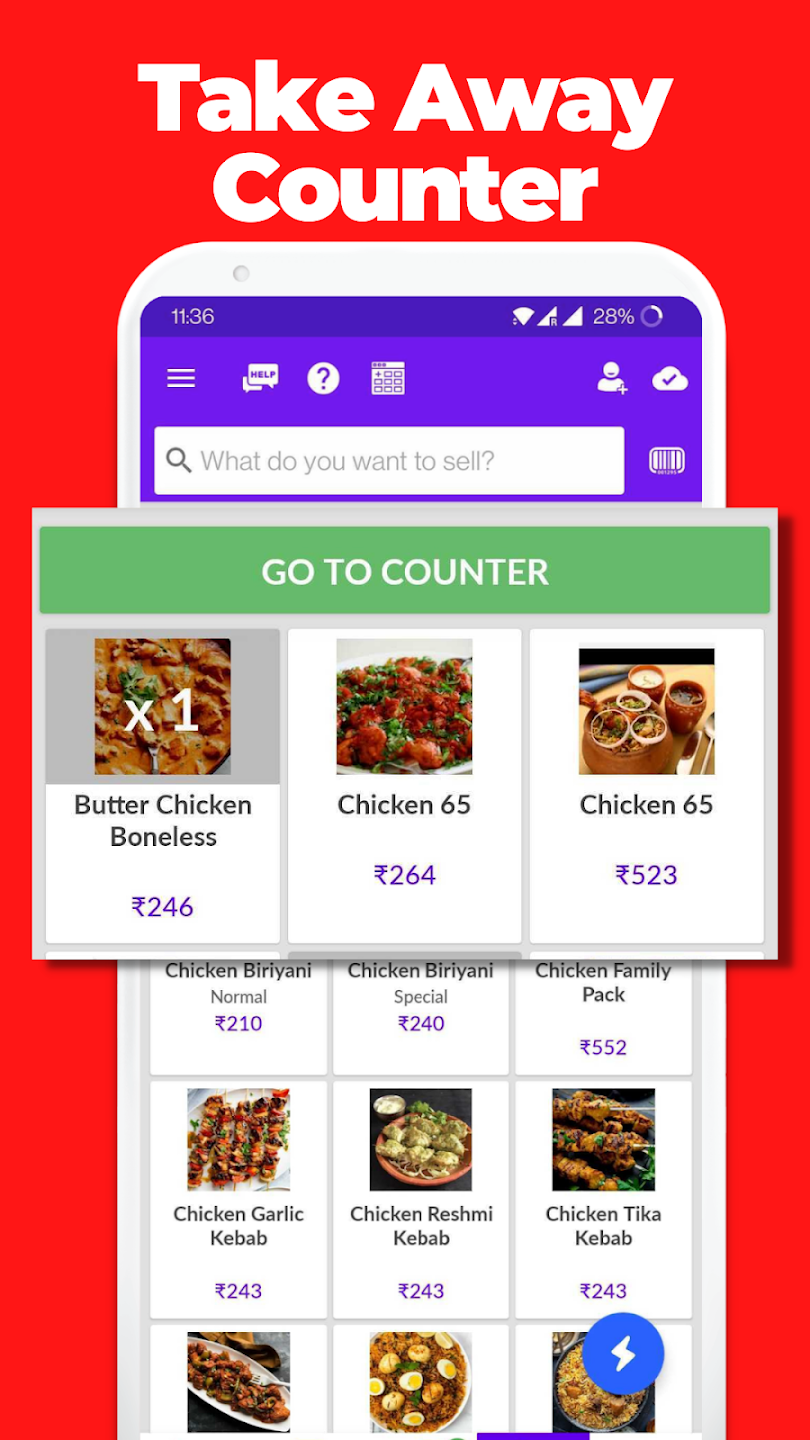 Take Away
Counter
11:36
R
28%
HELP
?
What do you want to sell?
GO TO COUNTER
x 1
Butter Chicken
Boneless
₹246
Chicken 65
₹264
Chicken 65
₹523
Chicken Biriyani
Normal
₹210
Chicken Biriyani
Special
₹240
Chicken Family
Pack
₹552
Chicken Garlic
Kebab
₹243
Chicken Reshmi
Kebab
₹243
Chicken Tika
Kebab
₹243